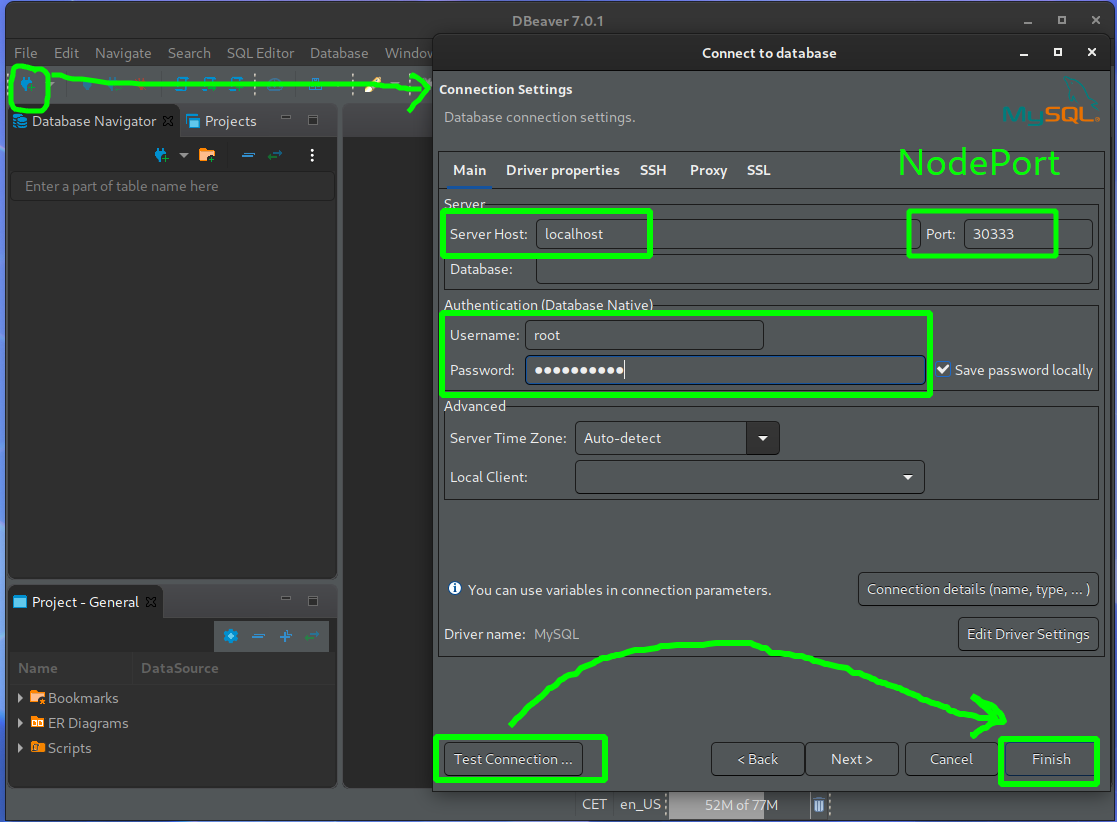 DBeaver 7.0.1
File Edit Navigate Search SQL Editor Database Window
Connect to database
Connection Settings
Database connection settings.
MySQL
Database Navigator
Projects
Enter a part of table name here
Main Driver properties SSH Proxy SSL
NodePort
Server
Server Host: localhost Port: 30333
Database:
Authentication (Database Native)
Username: root
Password: ●●●●●●●●●●
Save password locally
Advanced
Server Time Zone: Auto-detect
Local Client:
You can use variables in connection parameters.
Connection details (name, type, ... )
Driver name: MySQL
Edit Driver Settings
Project - General
Name DataSource
Bookmarks
ER Diagrams
Scripts
Test Connection ... < Back Next > Cancel Finish
CET en_US 52M of 77M